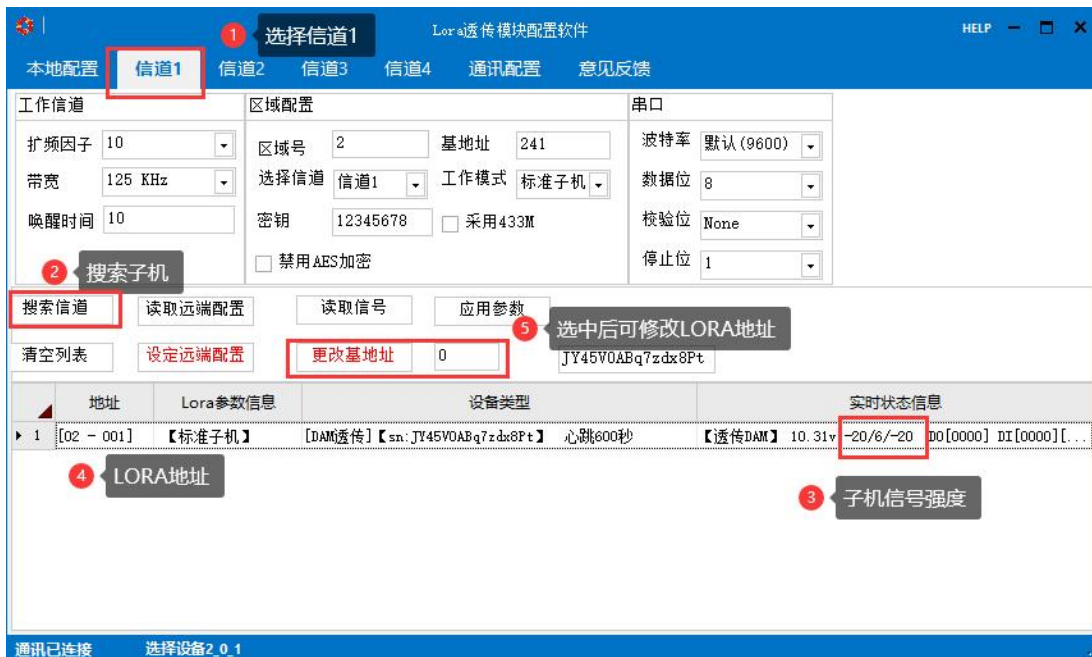 1 选择信道1 Lora透传模块配置软件 HELP
本地配置 信道1 信道2 信道3 信道4 通讯配置 意见反馈
工作信道 区域配置 串口
扩频因子 10 区域号 2 基地址 241 波特率 默认(9600)
带宽 125 KHz 选择信道 信道1 工作模式 标准子机 数据位 8
唤醒时间 10 密钥 12345678 采用433M 校验位 None
禁用AES加密 停止位 1
2 搜索子机
搜索信道 读取远端配置 读取信号 应用参数
5 选中后可修改LORA地址
清空列表 设定远端配置 更改基地址 0 JY45V0ABq7zdx8Pt
地址 Lora参数信息 设备类型 实时状态信息
1 [02 - 001] 【标准子机】 [DAM透传]【sn:JY45V0ABq7zdx8Pt】 心跳600秒 【透传DAM】 10.31v -20/6/-20 DO[0000] DI[0000][...
4 LORA地址
3 子机信号强度
通讯已连接 选择设备2_0_1